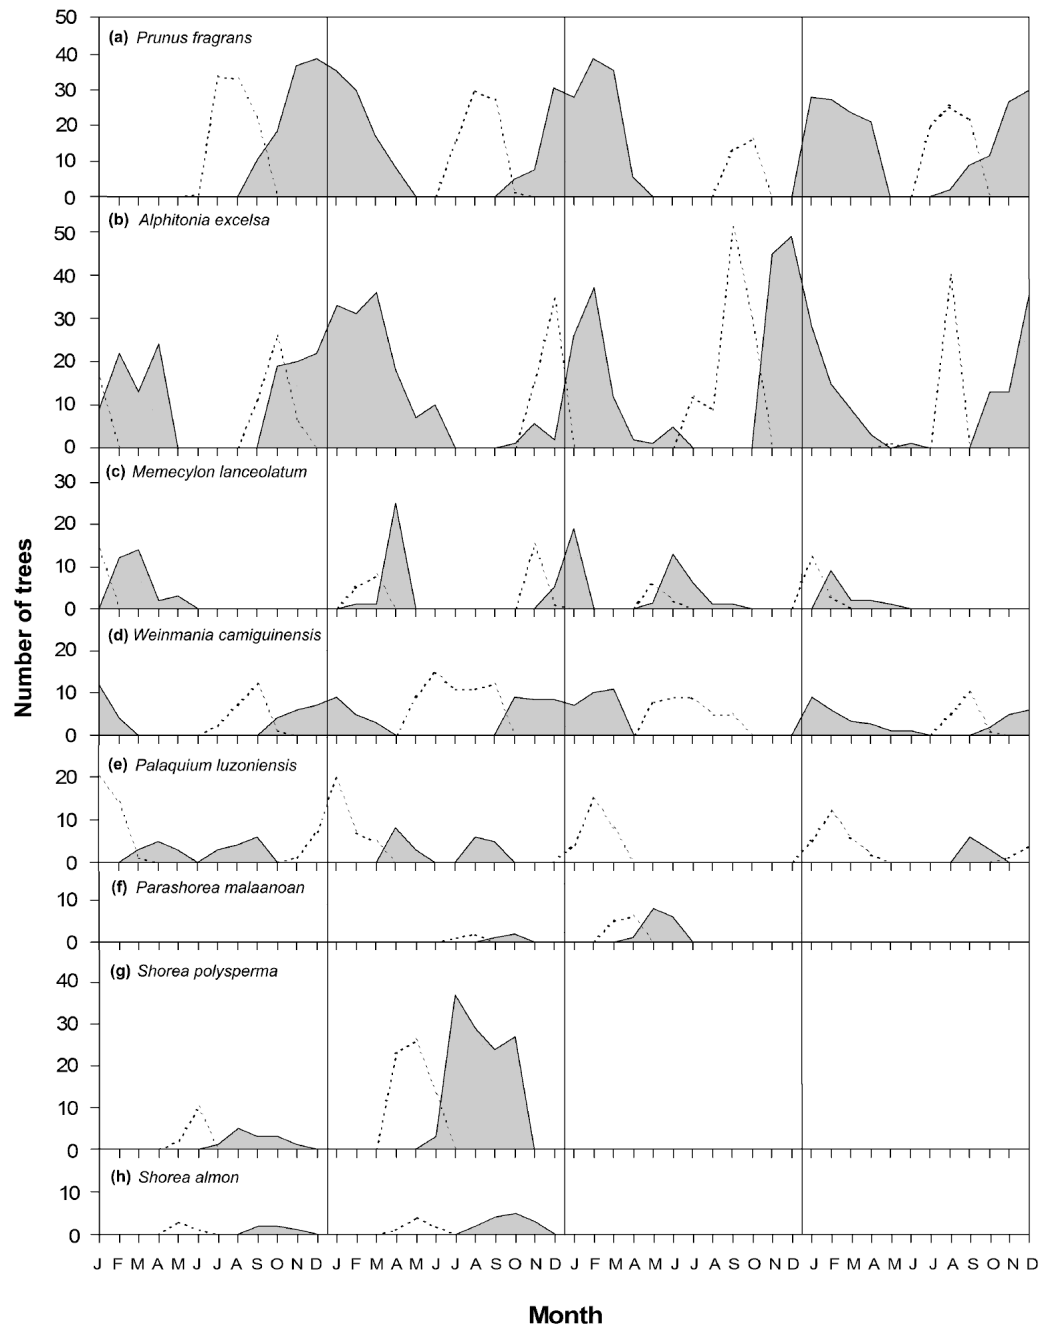 50
(a) Prunus fragrans
40
30
20
10
0
(b) Alphitonia excelsa
50
40
30
20
10
0
(c) Memecylon lanceolatum
30
20
10
0
(d) Weinmania camiguinensis
20
10
0
(e) Palaquium luzoniensis
20
10
0
(f) Parashorea malaanoan
10
0
(g) Shorea polysperma
40
30
20
10
0
(h) Shorea almon
10
0
Number of trees
J F M A M J J A S O N D J F M A M J J A S O N D J F M A M J J A S O N D J F M A M J J A S O N D
Month